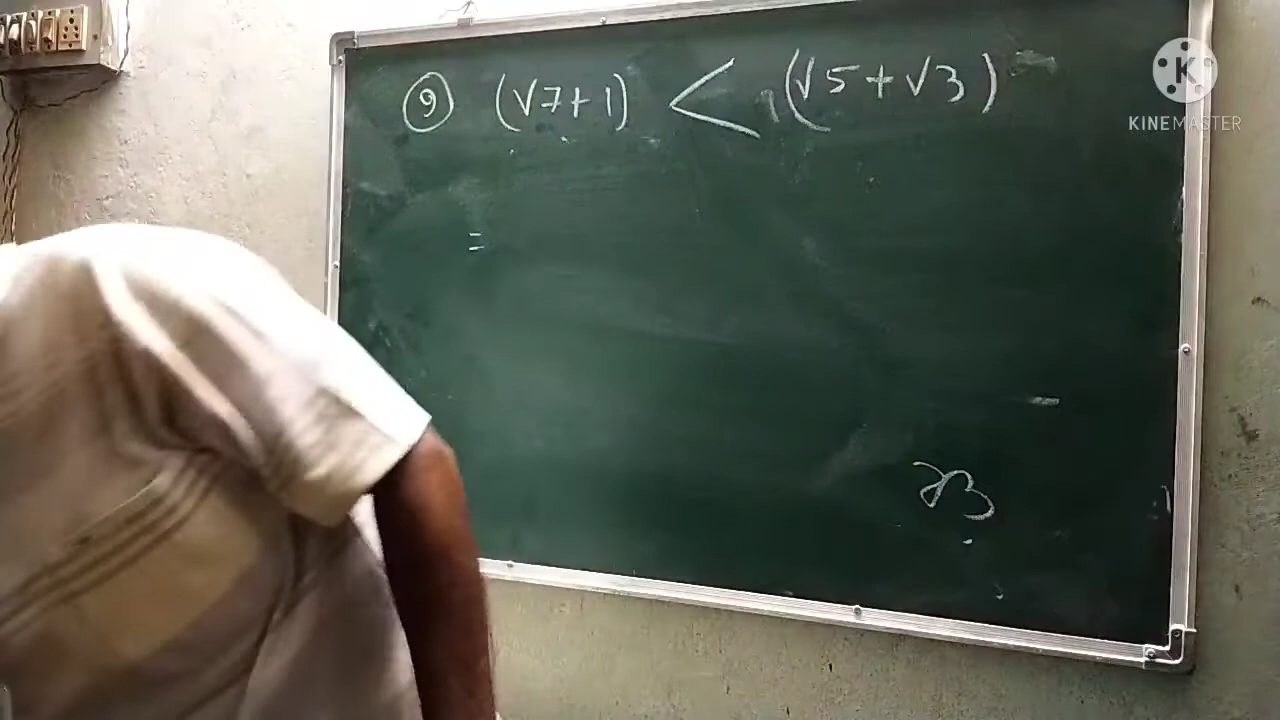 ⑨ (√7+1) < (√5+√3)
K
KINEMASTER
=